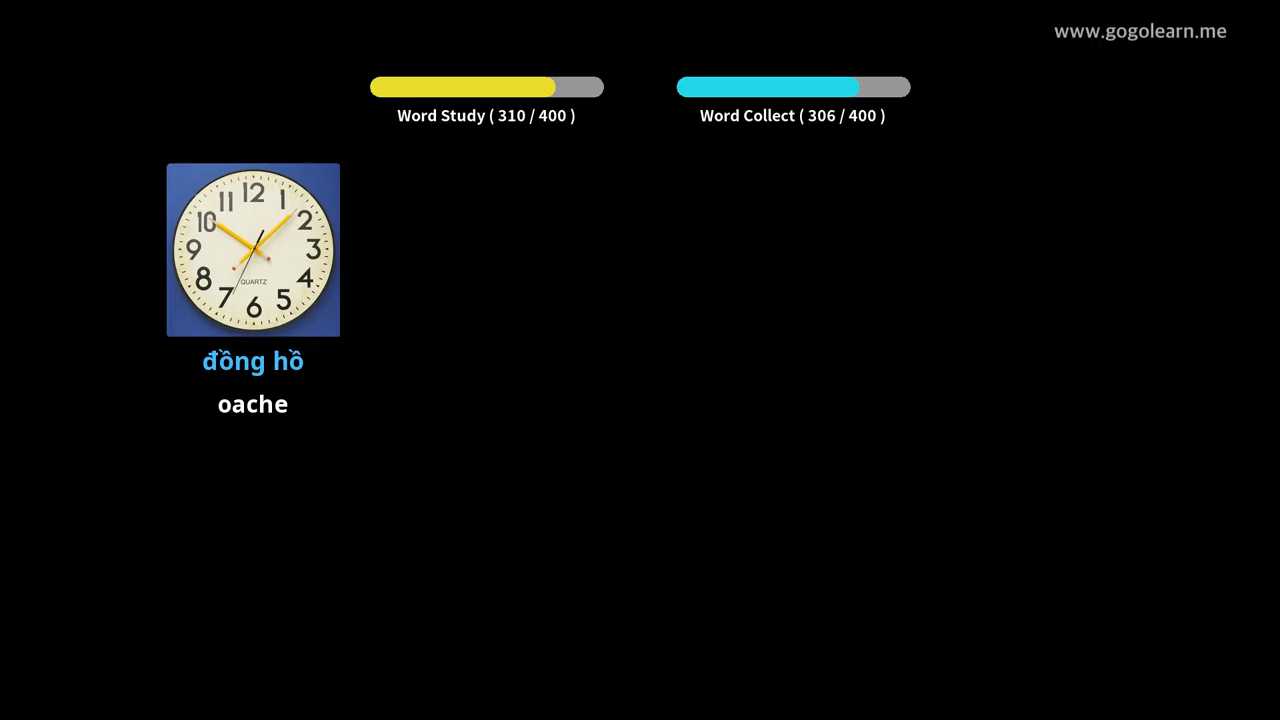 www.gogolearn.me
Word Study ( 310 / 400 )
Word Collect ( 306 / 400 )
12
11 1
10 2
9 3
8 4
QUARTZ
7 5
6
đồng hồ
oache